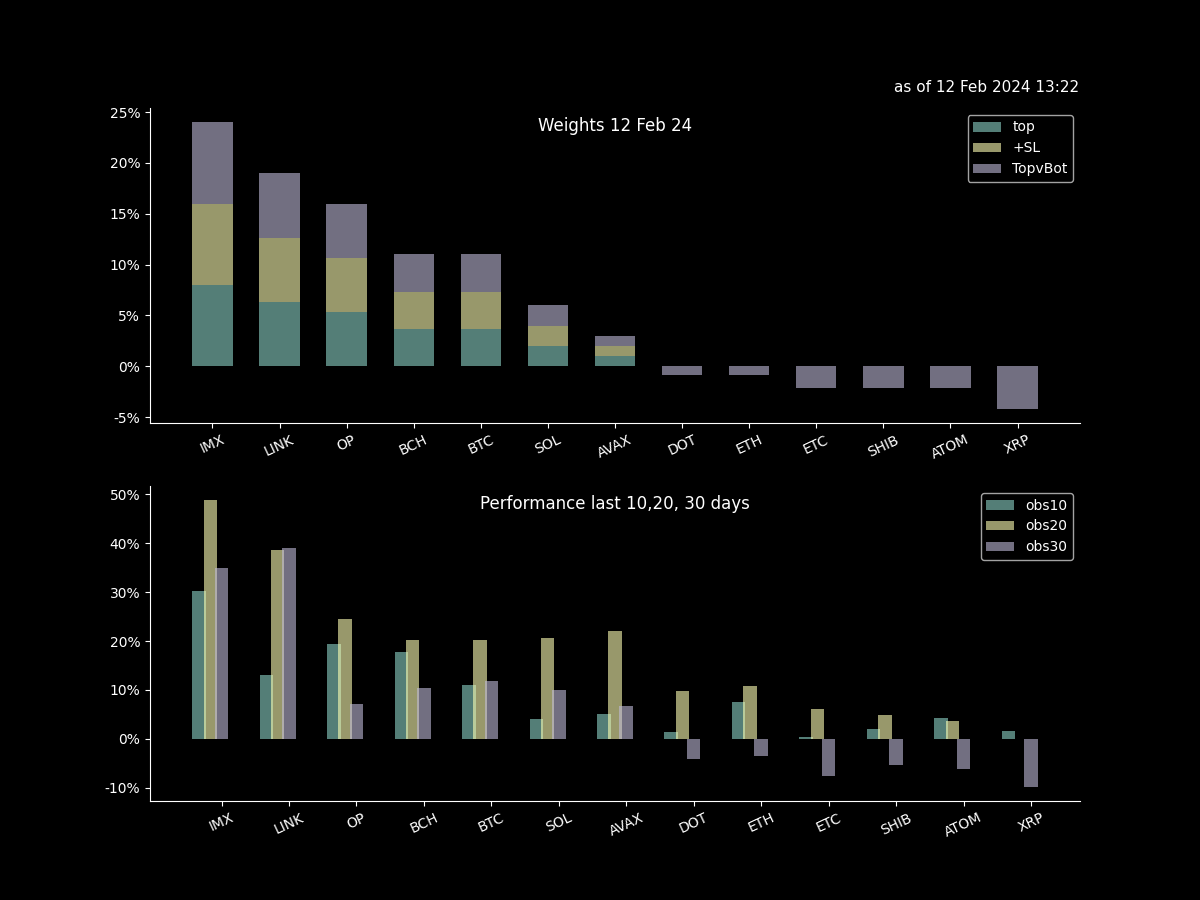 as of 12 Feb 2024 13:22
Weights 12 Feb 24
top
+SL
TopvBot
25%
20%
15%
10%
5%
0%
-5%
IMX LINK OP BCH BTC SOL AVAX DOT ETH ETC SHIB ATOM XRP
Performance last 10,20, 30 days
obs10
obs20
obs30
50%
40%
30%
20%
10%
0%
-10%
IMX LINK OP BCH BTC SOL AVAX DOT ETH ETC SHIB ATOM XRP